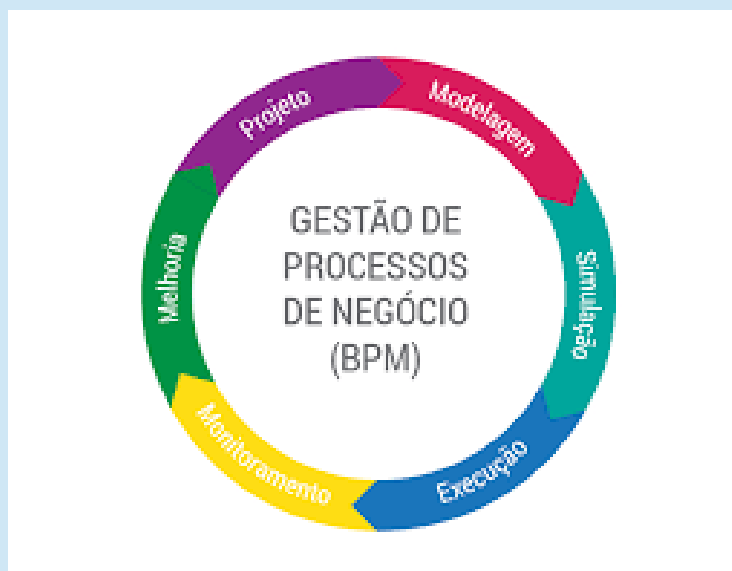 GESTÃO DE
PROCESSOS
DE NEGÓCIO
(BPM)
Projeto
Modelagem
Simulação
Execução
Monitoramento
Melhoria